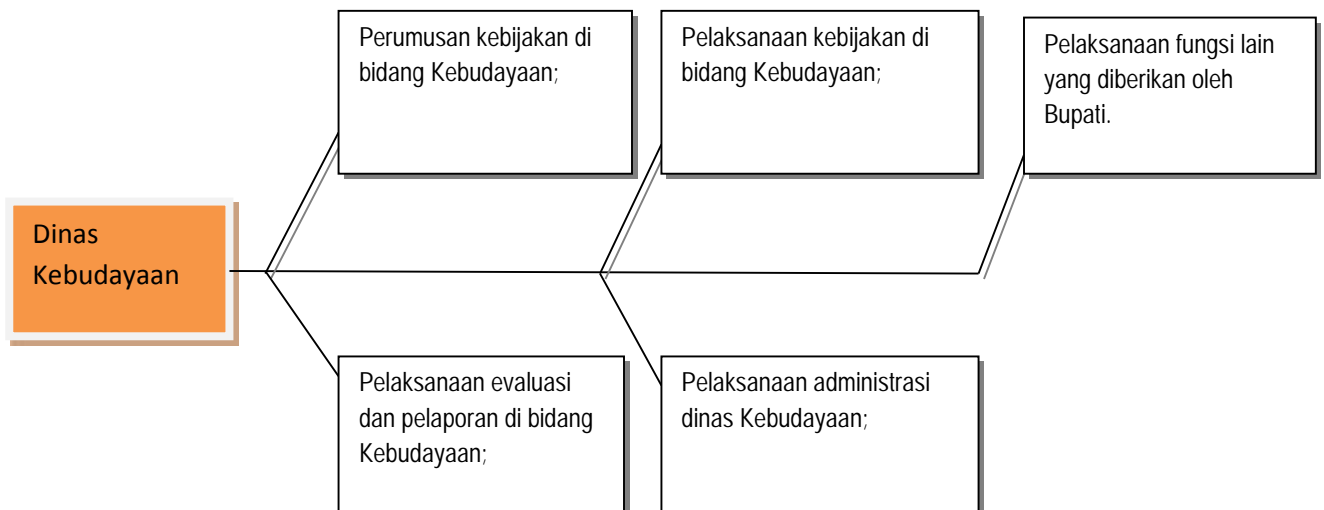 Perumusan kebijakan di
bidang Kebudayaan;
Pelaksanaan kebijakan di
bidang Kebudayaan;
Pelaksanaan fungsi lain
yang diberikan oleh
Bupati.
Dinas
Kebudayaan
Pelaksanaan evaluasi
dan pelaporan di bidang
Kebudayaan;
Pelaksanaan administrasi
dinas Kebudayaan;